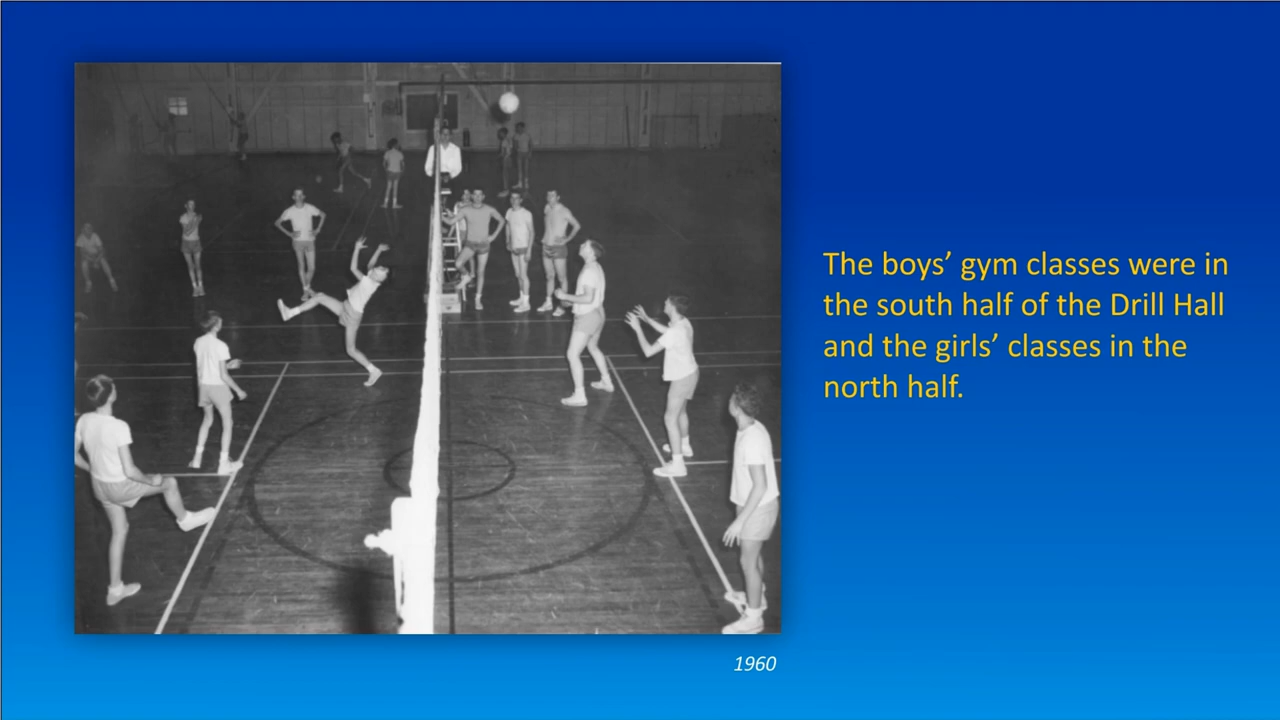 The boys’ gym classes were in
the south half of the Drill Hall
and the girls’ classes in the
north half.
1960